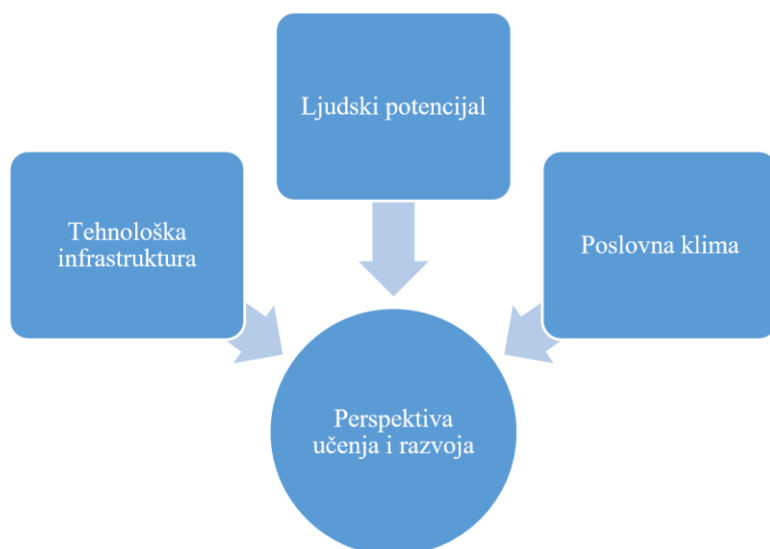 Ljudski potencijal
Tehnološka
infrastruktura
Poslovna klima
Perspektiva
učenja i razvoja